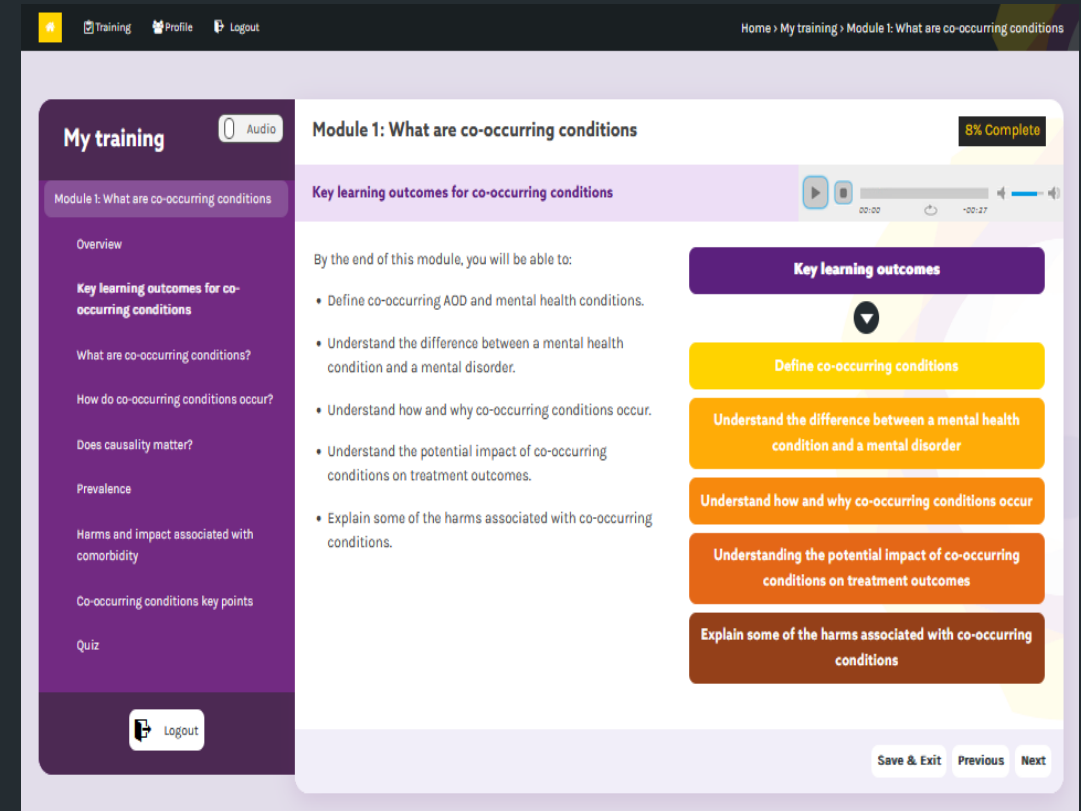 Training Profile Logout
Home › My training › Module 1: What are co-occurring conditions
My training
Audio
Module 1: What are co-occurring conditions
Overview
Key learning outcomes for co-
occurring conditions
What are co-occurring conditions?
How do co-occurring conditions occur?
Does causality matter?
Prevalence
Harms and impact associated with
comorbidity
Co-occurring conditions key points
Quiz
Logout
Module 1: What are co-occurring conditions
8% Complete
Key learning outcomes for co-occurring conditions
00:00
-00:27
By the end of this module, you will be able to:
• Define co-occurring AOD and mental health conditions.
• Understand the difference between a mental health
condition and a mental disorder.
• Understand how and why co-occurring conditions occur.
• Understand the potential impact of co-occurring
conditions on treatment outcomes.
• Explain some of the harms associated with co-occurring
conditions.
Key learning outcomes
Define co-occurring conditions
Understand the difference between a mental health
condition and a mental disorder
Understand how and why co-occurring conditions occur
Understanding the potential impact of co-occurring
conditions on treatment outcomes
Explain some of the harms associated with co-occurring
conditions
Save & Exit Previous Next